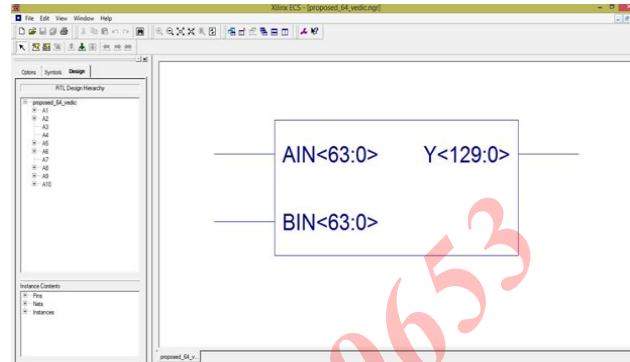 Xilinx ECS - [proposed_64_vedic.ngr]
File Edit View Window Help
Options Symbols Design
RTL Design Hierarchy
proposed_64_vedic
A1
A2
A3
A4
A5
A6
A7
A8
A9
A10
AIN<63:0> Y<129:0>
BIN<63:0>
Instance Contents
Pins
Nets
Instances
proposed_64_v...
0653